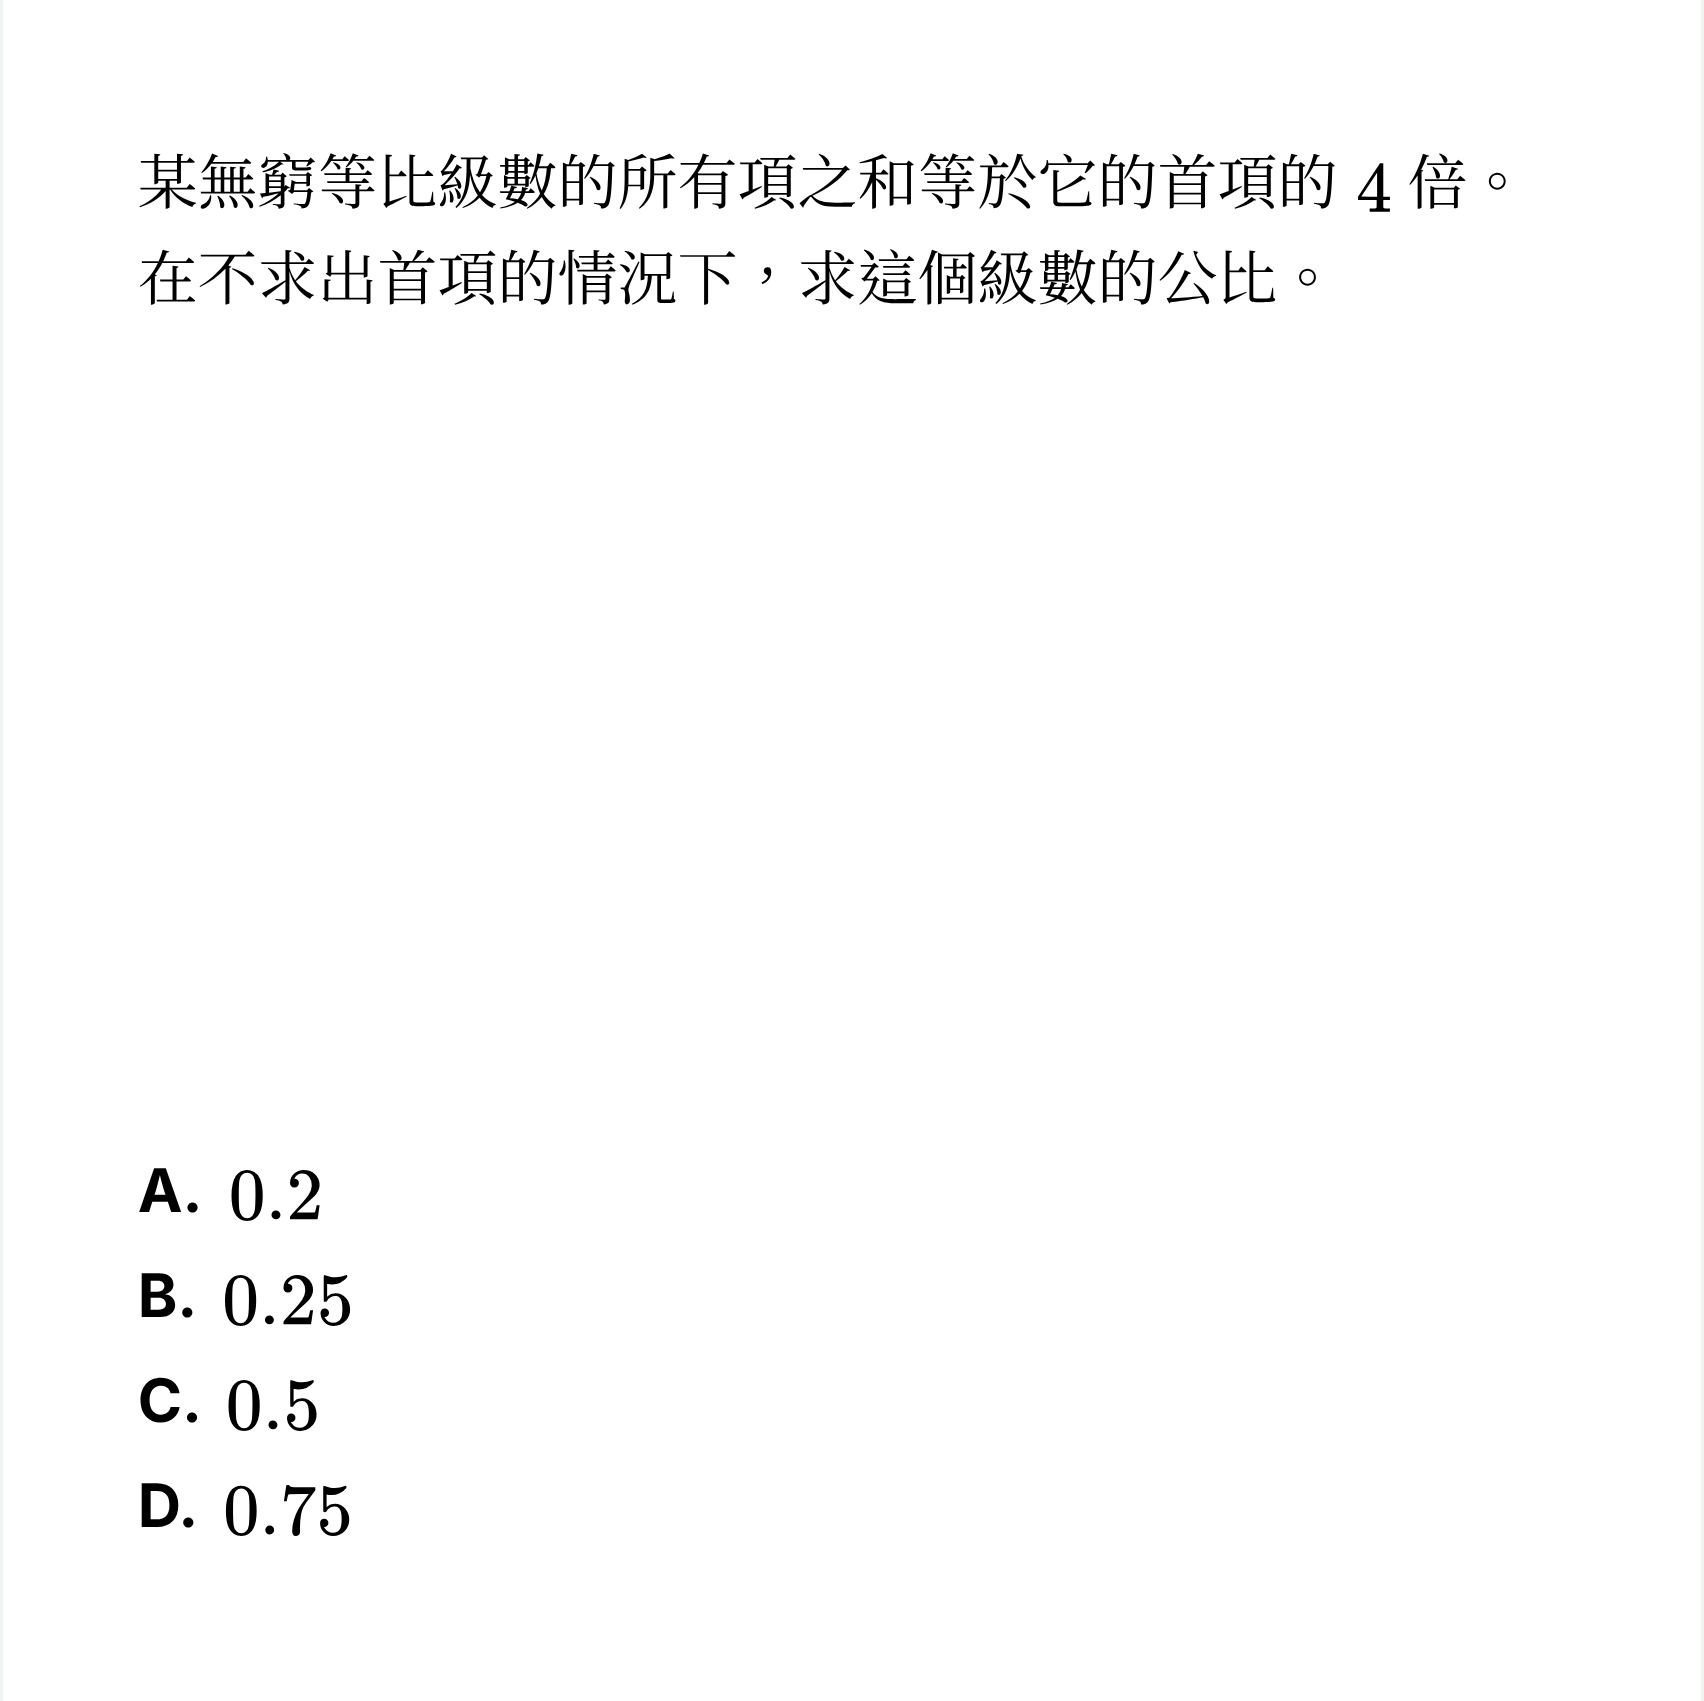 某無窮等比級數的所有項之和等於它的首項的 4 倍。
在不求出首項的情況下，求這個級數的公比。
A. 0.2
B. 0.25
C. 0.5
D. 0.75